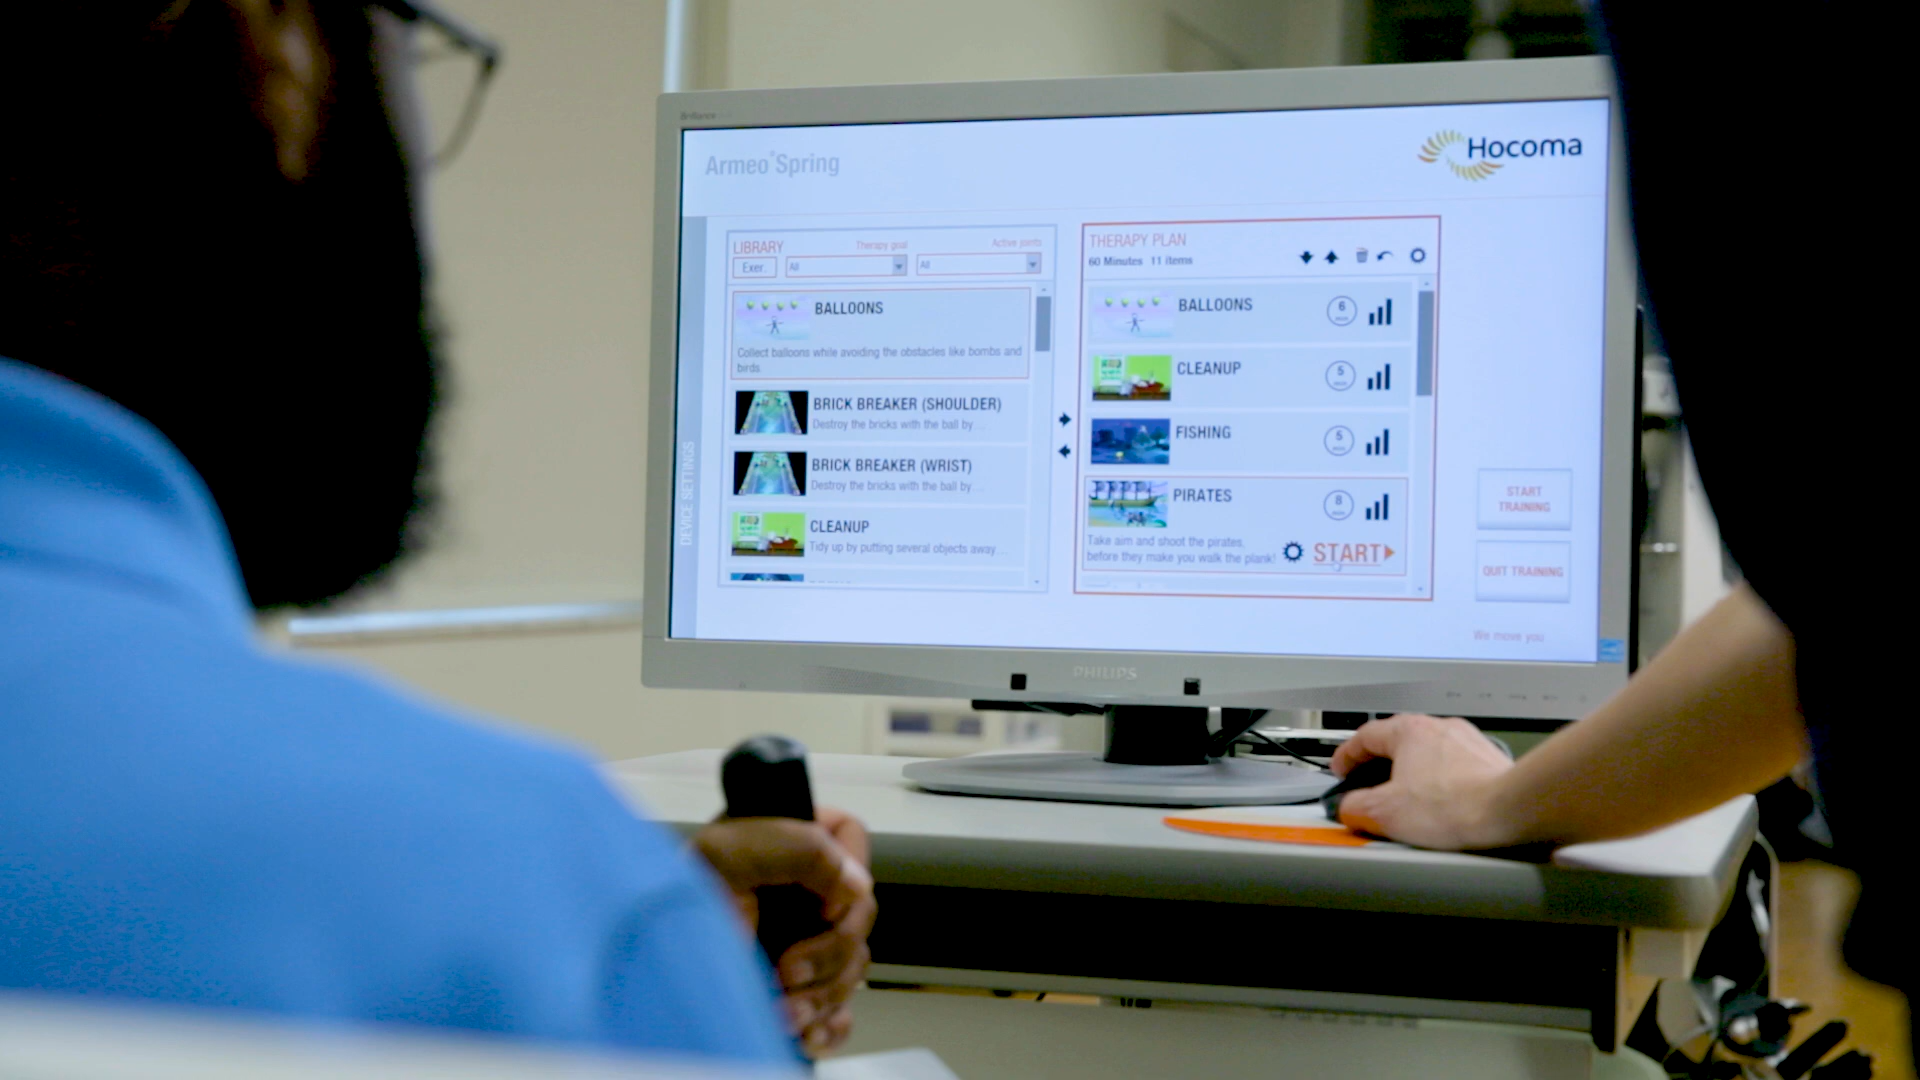 Brilliance
Armeo®Spring
Hocoma
DEVICE SETTINGS
LIBRARY
Therapy goal
Active joints
Exer.
All
All
BALLOONS
Collect balloons while avoiding the obstacles like bombs and
birds.
BRICK BREAKER (SHOULDER)
Destroy the bricks with the ball by...
BRICK BREAKER (WRIST)
Destroy the bricks with the ball by...
CLEANUP
Tidy up by putting several objects away...
THERAPY PLAN
60 Minutes 11 items
BALLOONS
6
CLEANUP
5
FISHING
5
PIRATES
8
Take aim and shoot the pirates,
before they make you walk the plank!
START
START
TRAINING
QUIT TRAINING
We move you
PHILIPS